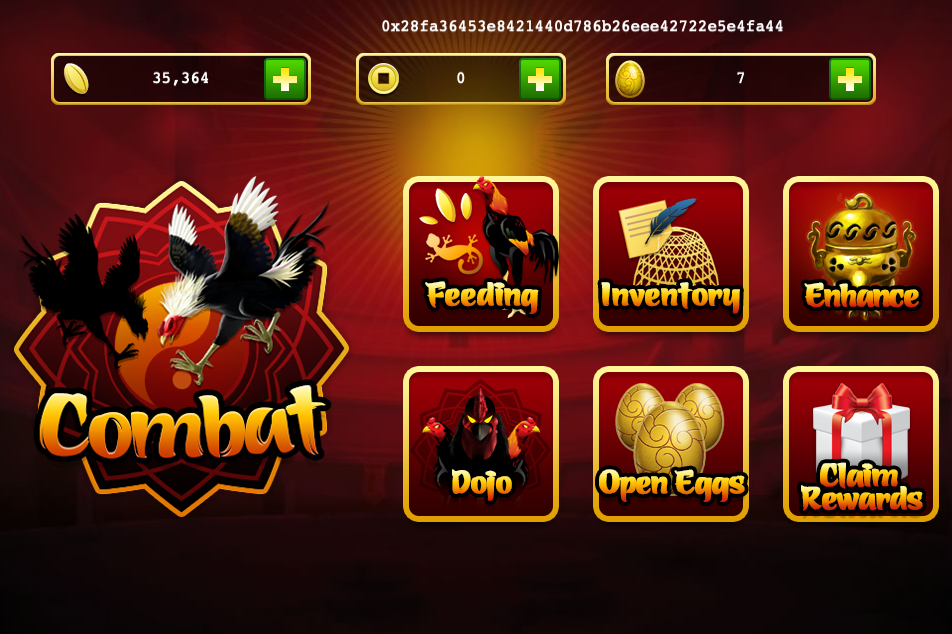 0x28fa36453e8421440d786b26eee42722e5e4fa44
35,364
0
7
Feeding
Inventory
Enhance
Combat
Dojo
Open Eggs
Claim
Rewards